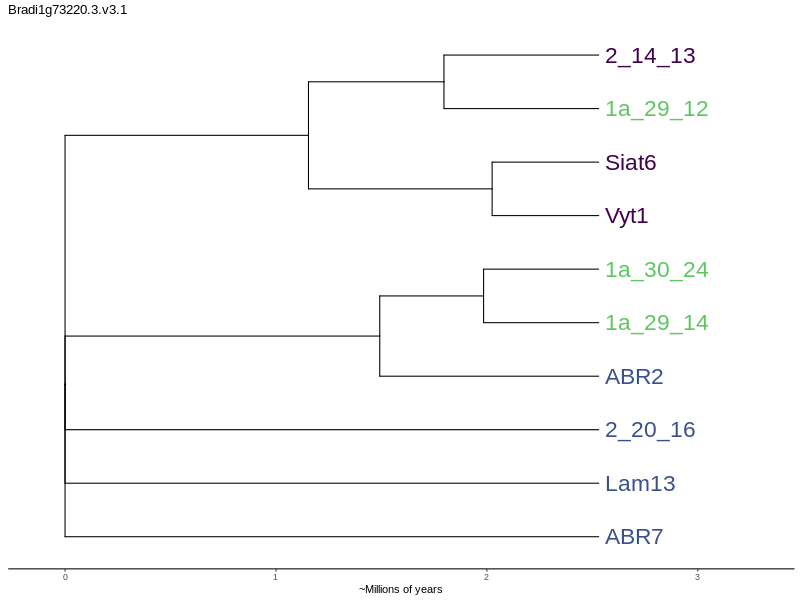 Bradi1g73220.3.v3.1
2_14_13
1a_29_12
Siat6
Vyt1
1a_30_24
1a_29_14
ABR2
2_20_16
Lam13
ABR7
0 1 2 3
~Millions of years